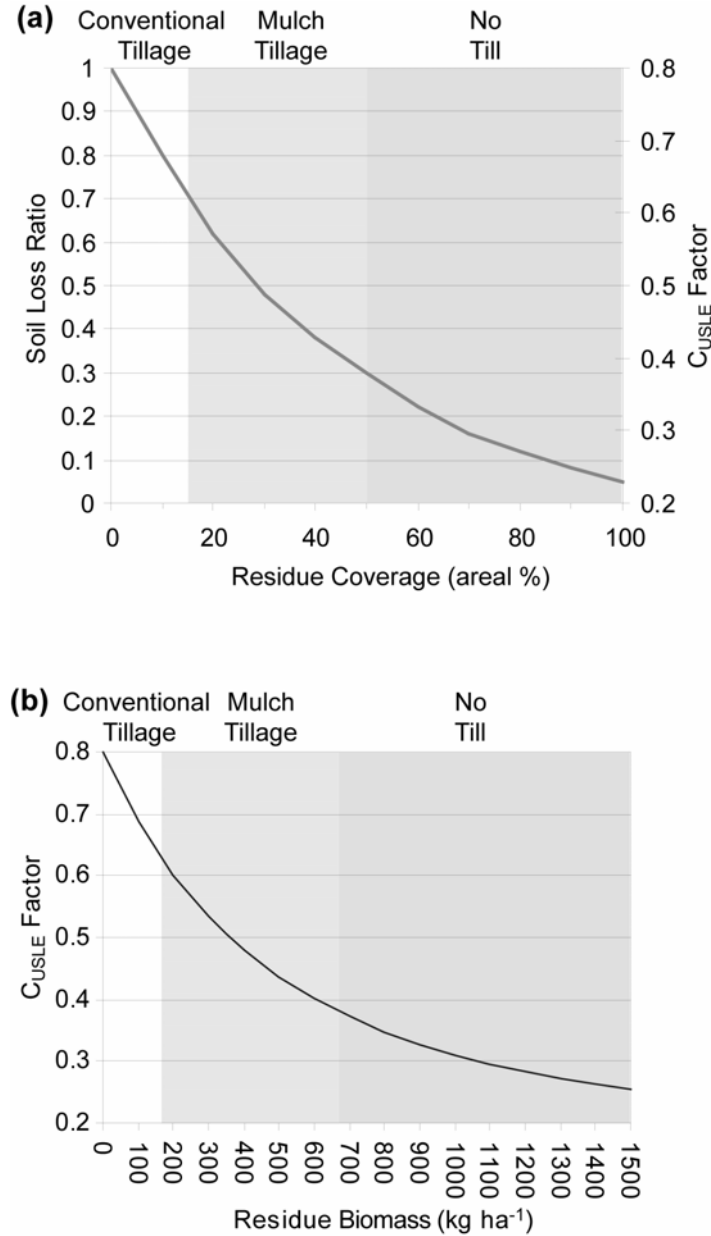 (a)
Conventional Tillage
Mulch Tillage
No Till
Soil Loss Ratio
1
0.9
0.8
0.7
0.6
0.5
0.4
0.3
0.2
0.1
0
0.8
0.7
0.6
0.5
0.4
0.3
0.2
C_USLE Factor
0 20 40 60 80 100
Residue Coverage (areal %)
(b)
Conventional Tillage
Mulch Tillage
No Till
C_USLE Factor
0.8
0.7
0.6
0.5
0.4
0.3
0.2
0 100 200 300 400 500 600 700 800 900 1000 1100 1200 1300 1400 1500
Residue Biomass (kg ha⁻¹)